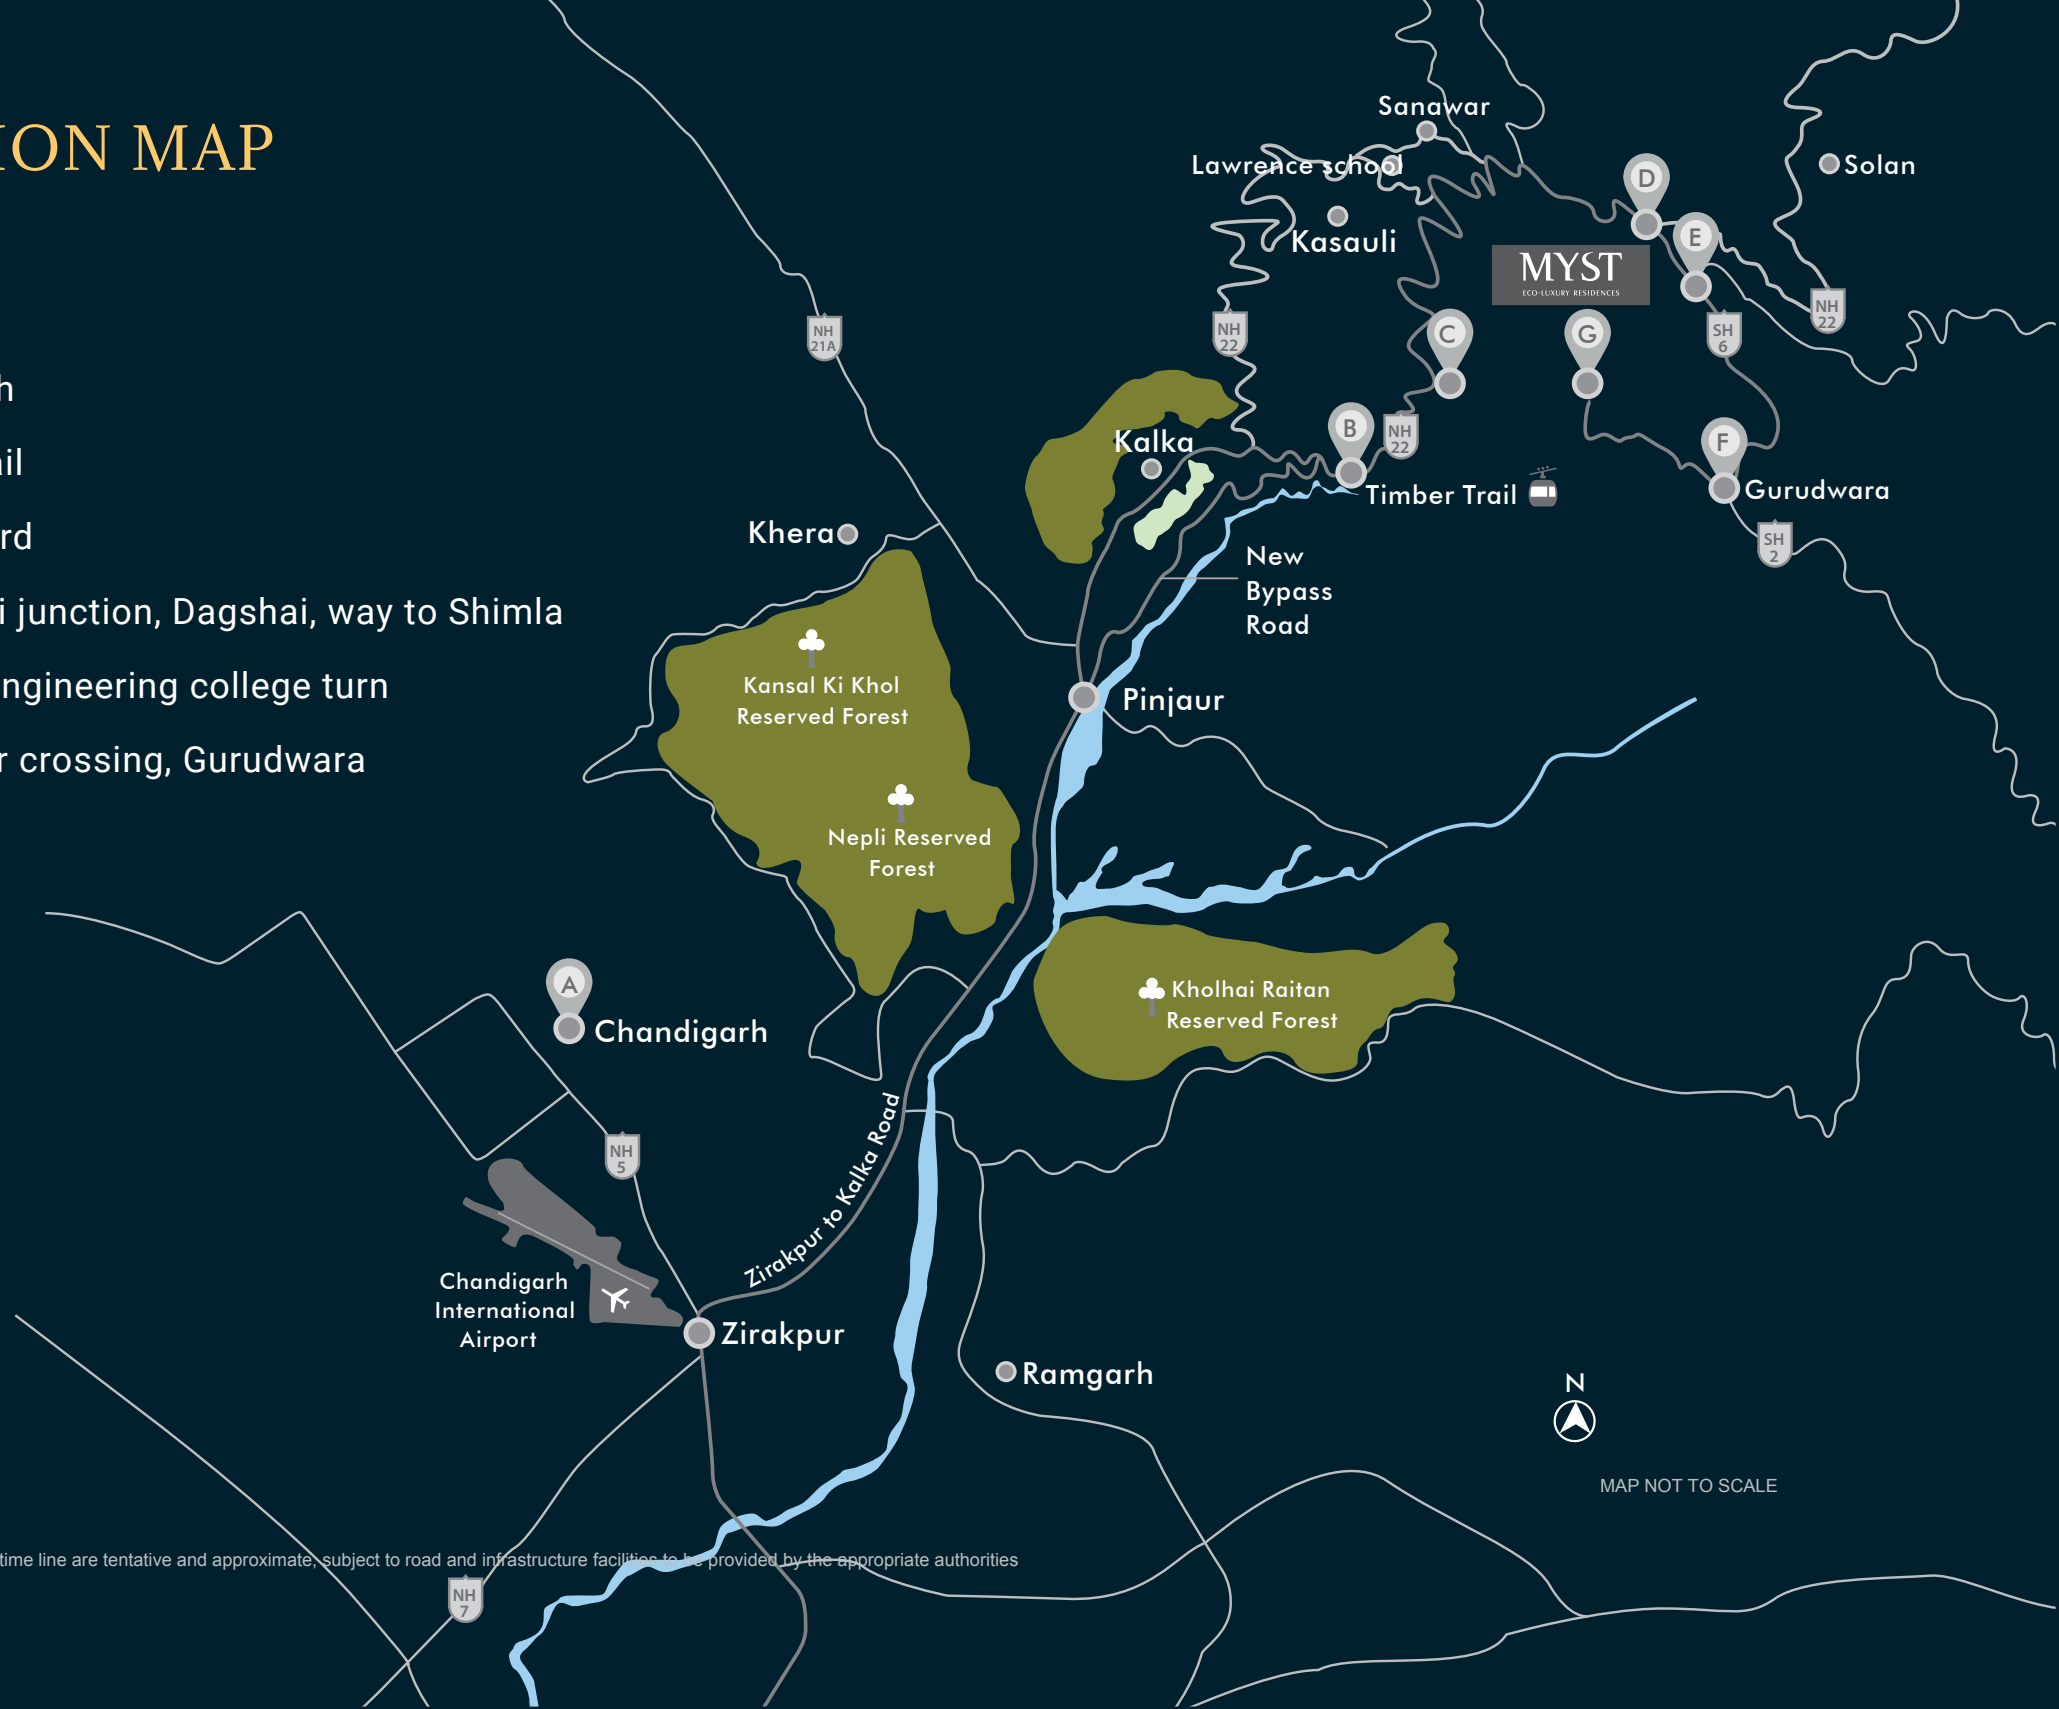 ION MAP
h
il
rd
i junction, Dagshai, way to Shimla
ngineering college turn
r crossing, Gurudwara
Sanawar
Lawrence school
Kasauli
Solan
D
E
MYST
ECO-LUXURY RESIDENCES
NH
21A
NH
22
C
G
SH
6
NH
22
B
NH
22
F
Kalka
Timber Trail
Gurudwara
Khera
SH
2
New
Bypass
Road
Kansal Ki Khol
Reserved Forest
Pinjaur
Nepli Reserved
Forest
A
Chandigarh
Kholhai Raitan
Reserved Forest
NH
5
Zirakpur to Kalka Road
Chandigarh
International
Airport
Zirakpur
Ramgarh
N
MAP NOT TO SCALE
time line are tentative and approximate, subject to road and infrastructure facilities to be provided by the appropriate authorities
NH
7